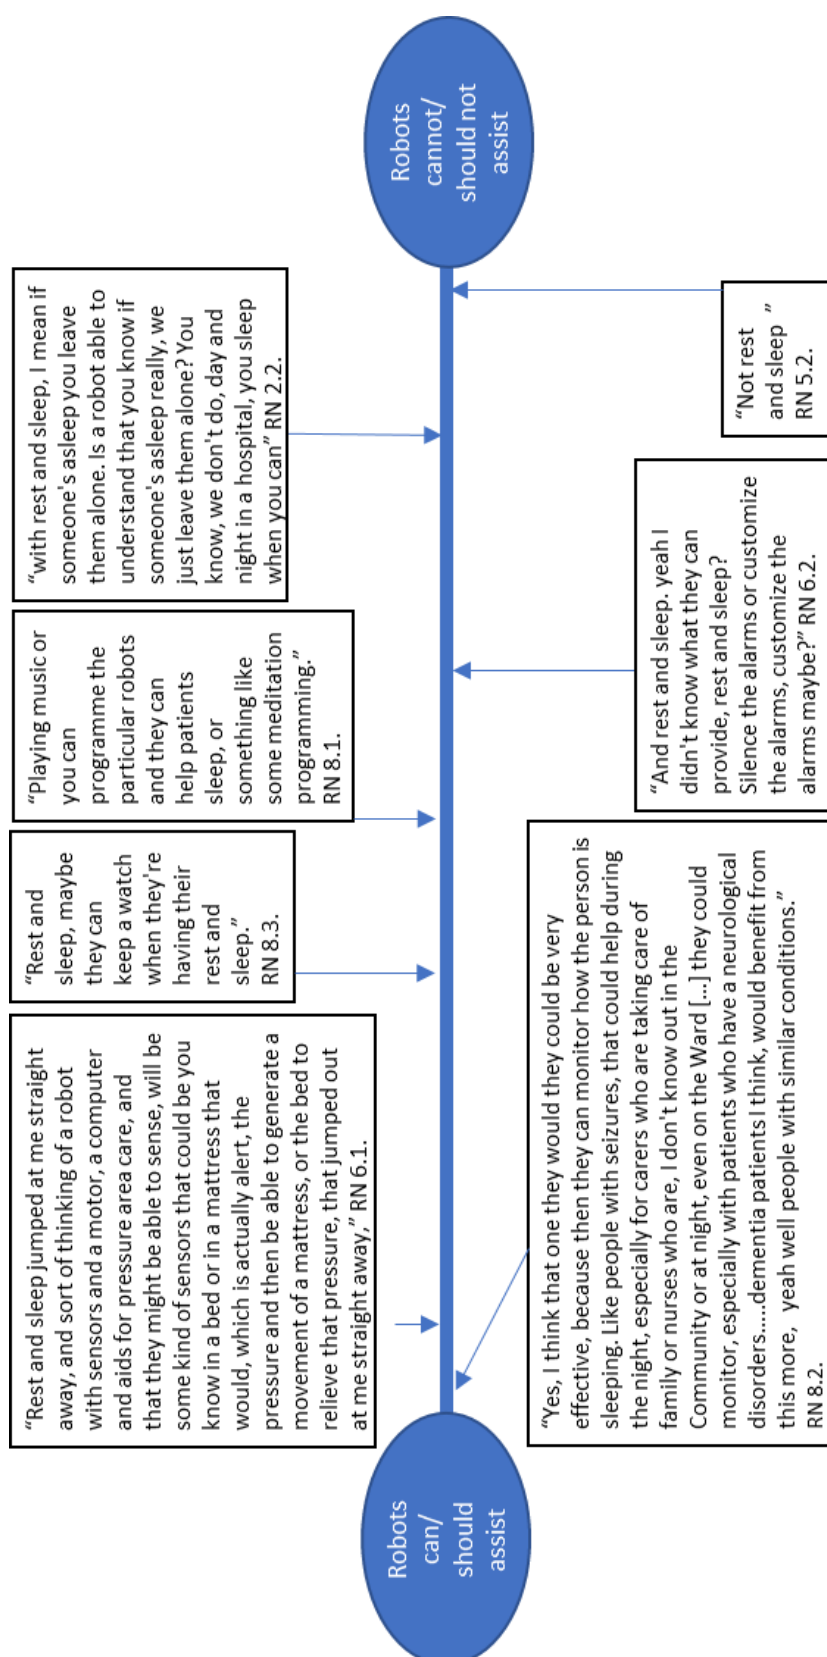 Robots
can/
should
assist
“Rest and sleep jumped at me straight
away, and sort of thinking of a robot
with sensors and a motor, a computer
and aids for pressure area care, and
that they might be able to sense, will be
some kind of sensors that could be you
know in a bed or in a mattress that
would, which is actually alert, the
pressure and then be able to generate a
movement of a mattress, or the bed to
relieve that pressure, that jumped out
at me straight away,” RN 6.1.
“Rest and
sleep, maybe
they can
keep a watch
when they're
having their
rest and
sleep.”
RN 8.3.
“Playing music or
you can
programme the
particular robots
and they can
help patients
sleep, or
something like
some meditation
programming.”
RN 8.1.
“with rest and sleep, I mean if
someone's asleep you leave
them alone. Is a robot able to
understand that you know if
someone's asleep really, we
just leave them alone? You
know, we don't do, day and
night in a hospital, you sleep
when you can” RN 2.2.
Robots
cannot/
should not
assist
“Yes, I think that one they would they could be very
effective, because then they can monitor how the person is
sleeping. Like people with seizures, that could help during
the night, especially for carers who are taking care of
family or nurses who are, I don't know out in the
Community or at night, even on the Ward [...] they could
monitor, especially with patients who have a neurological
disorders.....dementia patients I think, would benefit from
this more, yeah well people with similar conditions.”
RN 8.2.
“And rest and sleep. yeah I
didn't know what they can
provide, rest and sleep?
Silence the alarms or customize
the alarms, customize the
alarms maybe?” RN 6.2.
“Not rest
and sleep ”
RN 5.2.